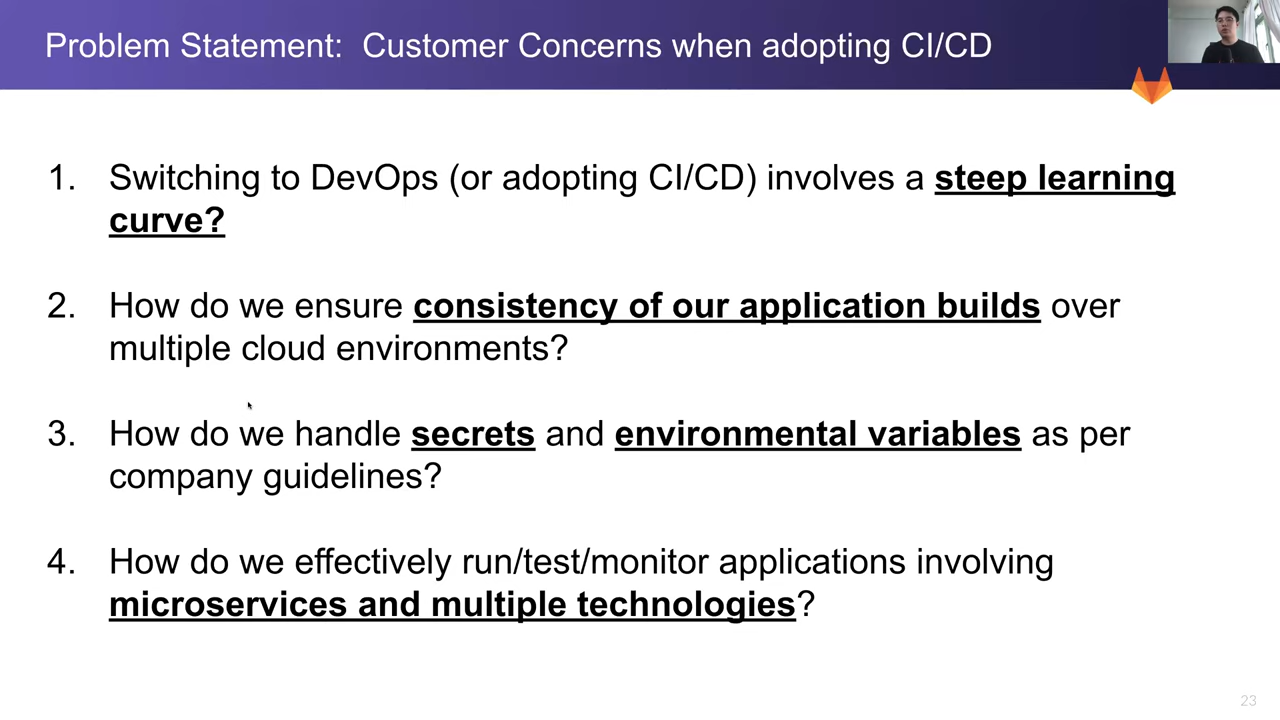 Problem Statement:  Customer Concerns when adopting CI/CD
1. Switching to DevOps (or adopting CI/CD) involves a steep learning
curve?
2. How do we ensure consistency of our application builds over
multiple cloud environments?
3. How do we handle secrets and environmental variables as per
company guidelines?
4. How do we effectively run/test/monitor applications involving
microservices and multiple technologies?
23